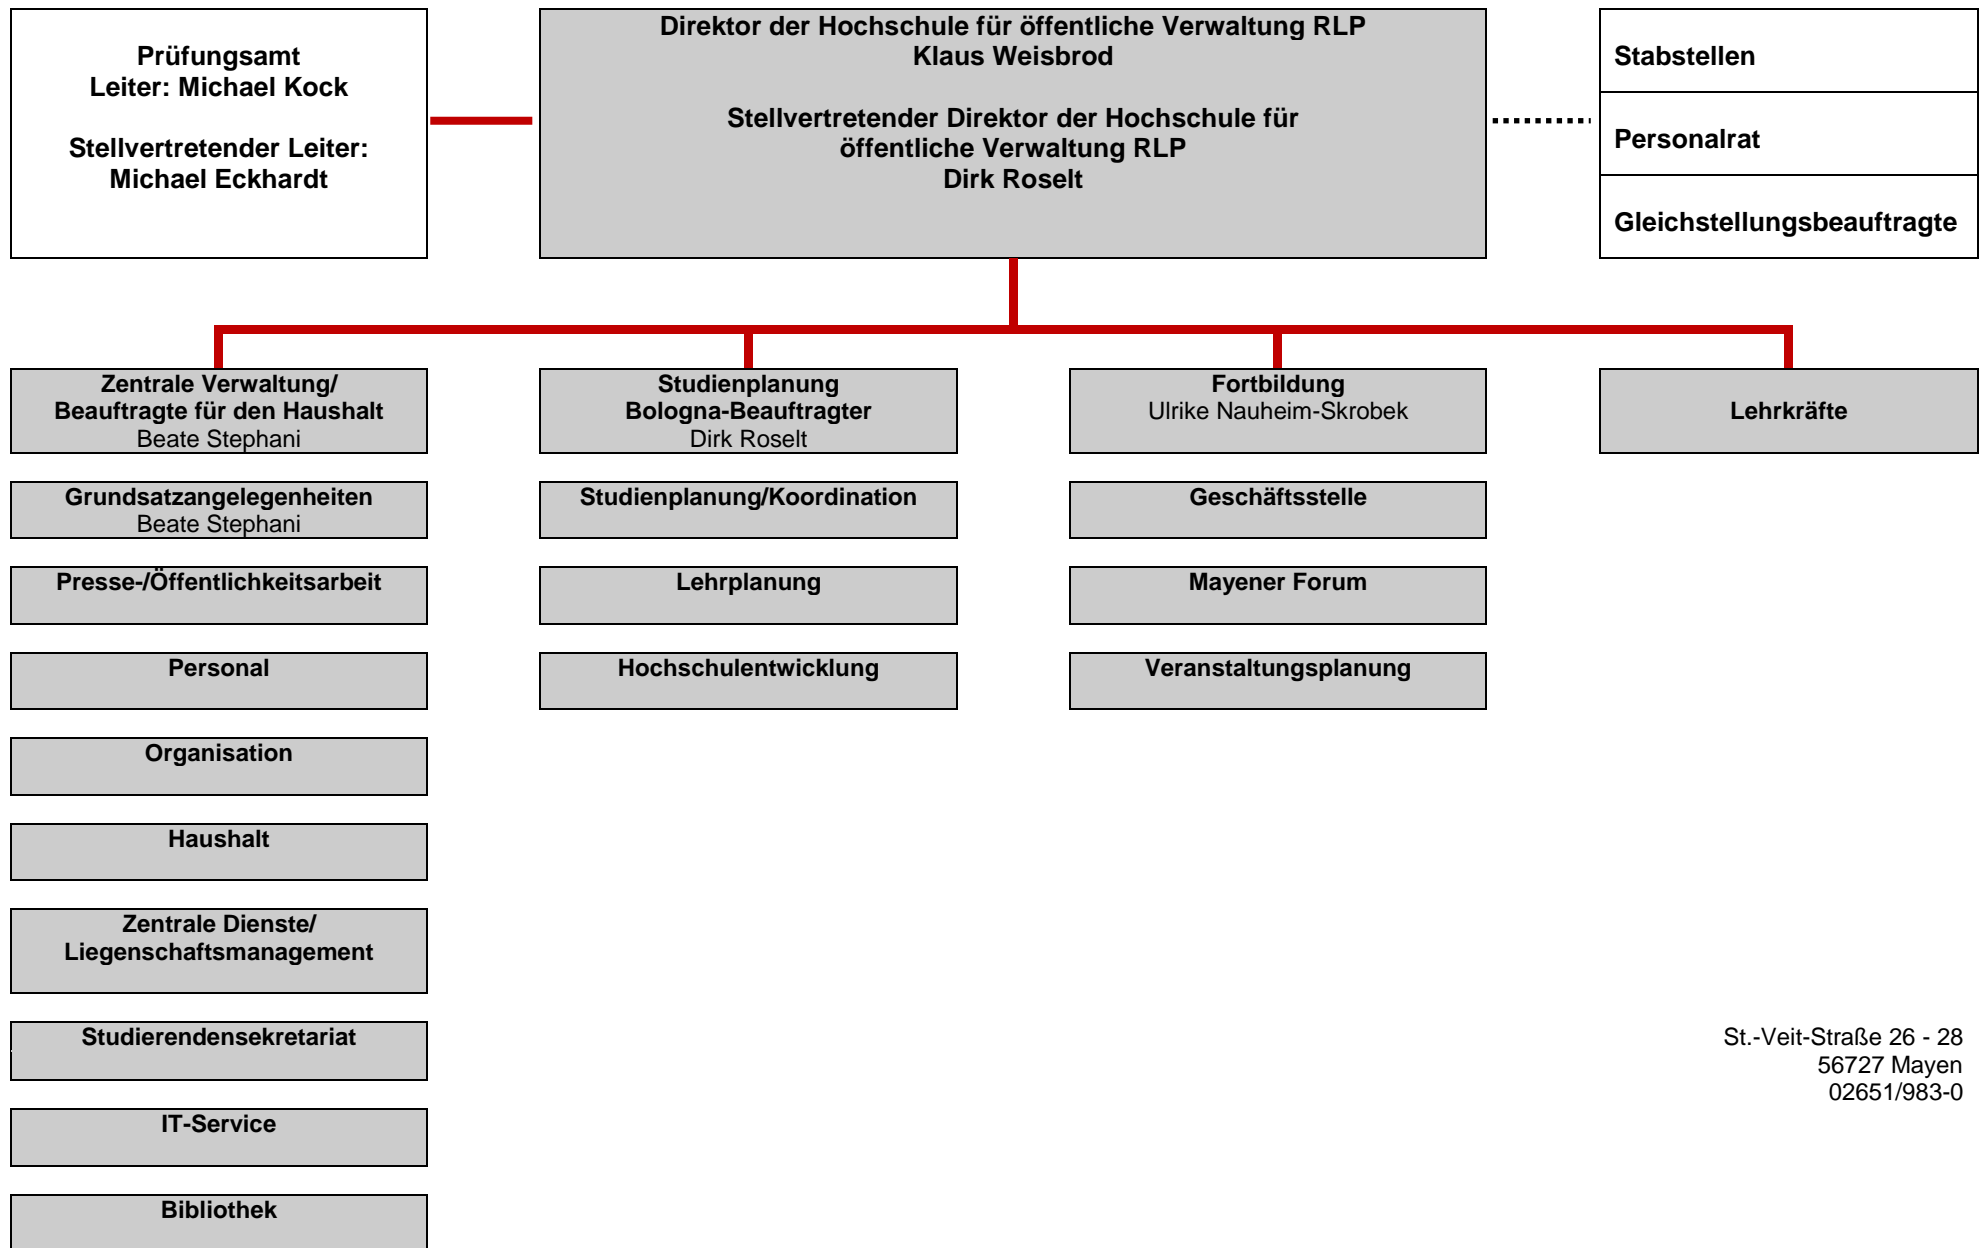 Prüfungsamt
Leiter: Michael Kock
Stellvertretender Leiter:
Michael Eckhardt
Direktor der Hochschule für öffentliche Verwaltung RLP
Klaus Weisbrod
Stellvertretender Direktor der Hochschule für
öffentliche Verwaltung RLP
Dirk Roselt
Stabstellen
Personalrat
Gleichstellungsbeauftragte
Zentrale Verwaltung/
Beauftragte für den Haushalt
Beate Stephani
Grundsatzangelegenheiten
Beate Stephani
Presse-/Öffentlichkeitsarbeit
Personal
Organisation
Haushalt
Zentrale Dienste/
Liegenschaftsmanagement
Studierendensekretariat
IT-Service
Bibliothek
Studienplanung
Bologna-Beauftragter
Dirk Roselt
Studienplanung/Koordination
Lehrplanung
Hochschulentwicklung
Fortbildung
Ulrike Nauheim-Skrobek
Geschäftsstelle
Mayener Forum
Veranstaltungsplanung
Lehrkräfte
St.-Veit-Straße 26 - 28
56727 Mayen
02651/983-0